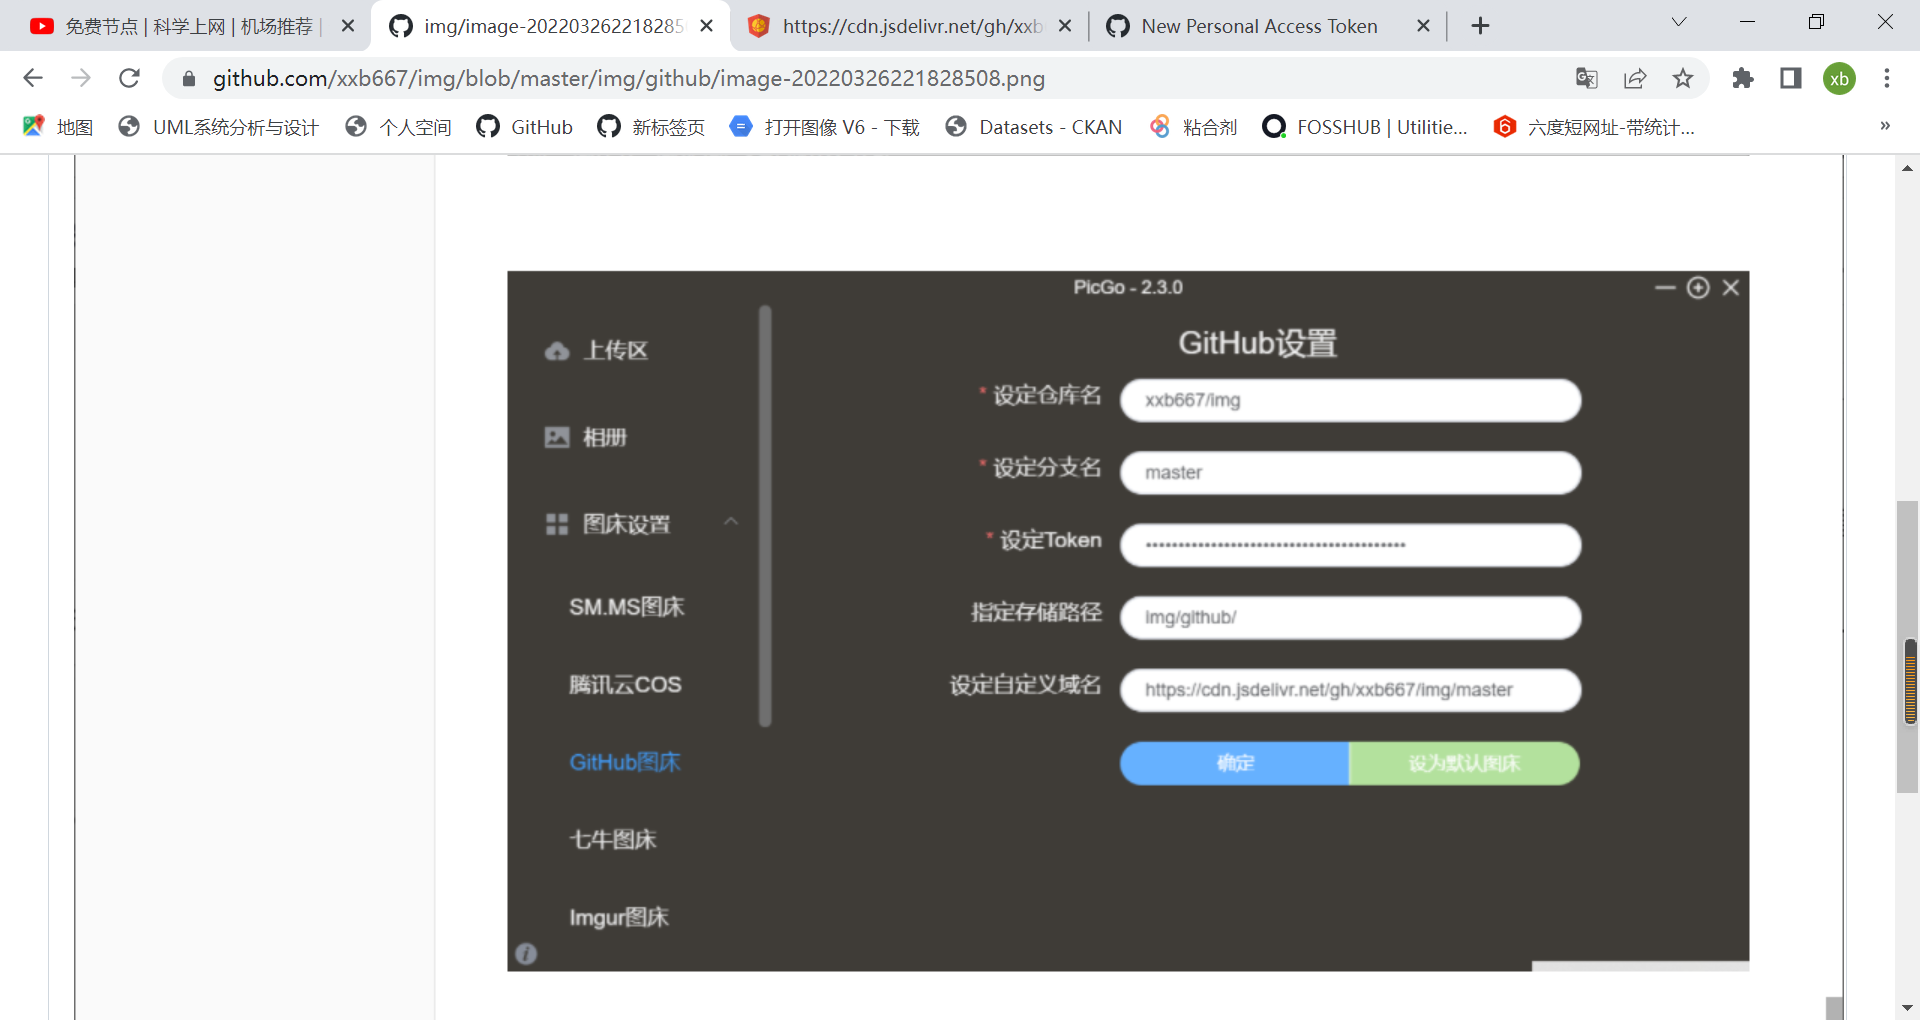 免费节点 | 科学上网 | 机场推荐 |
img/image-2022032622182850
https://cdn.jsdelivr.net/gh/xxb
New Personal Access Token
github.com/xxb667/img/blob/master/img/github/image-20220326221828508.png
xb
地图
UML系统分析与设计
个人空间
GitHub
新标签页
打开图像 V6 - 下载
Datasets - CKAN
粘合剂
FOSSHUB | Utilitie...
六度短网址-带统计...
»
PicGo - 2.3.0
上传区
相册
图床设置
SM.MS图床
腾讯云COS
GitHub图床
七牛图床
Imgur图床
GitHub设置
* 设定仓库名
xxb667/img
* 设定分支名
master
* 设定Token
指定存储路径
img/github/
设定自定义域名
https://cdn.jsdelivr.net/gh/xxb667/img/master
确定
设为默认图床